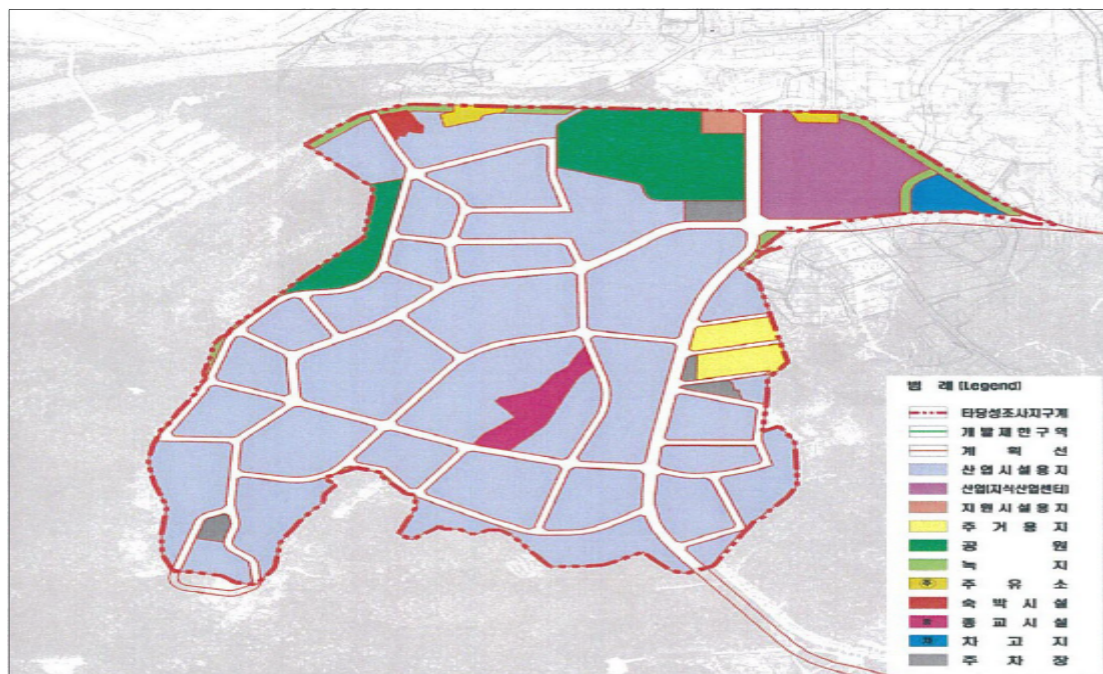 범 례 [Legend]
타당성조사지구계
개발제한구역
계 획 선
산업시설용지
산업[지식산업센터]
지원시설용지
주 거 용 지
공 원
녹 지
주 유 소
숙 박 시 설
종 교 시 설
차 고 지
주 차 장